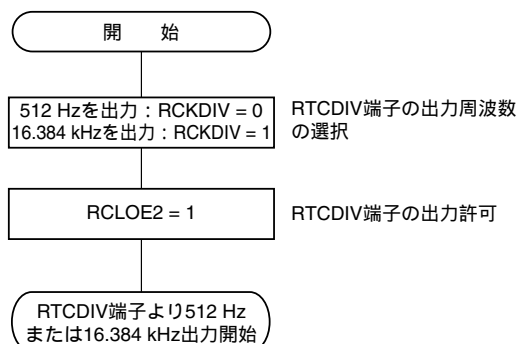 開　　始
512 Hzを出力：RCKDIV = 0
16.384 kHzを出力：RCKDIV = 1
RTCDIV端子の出力周波数
の選択
RCLOE2 = 1
RTCDIV端子の出力許可
RTCDIV端子より512 Hz
または16.384 kHz出力開始